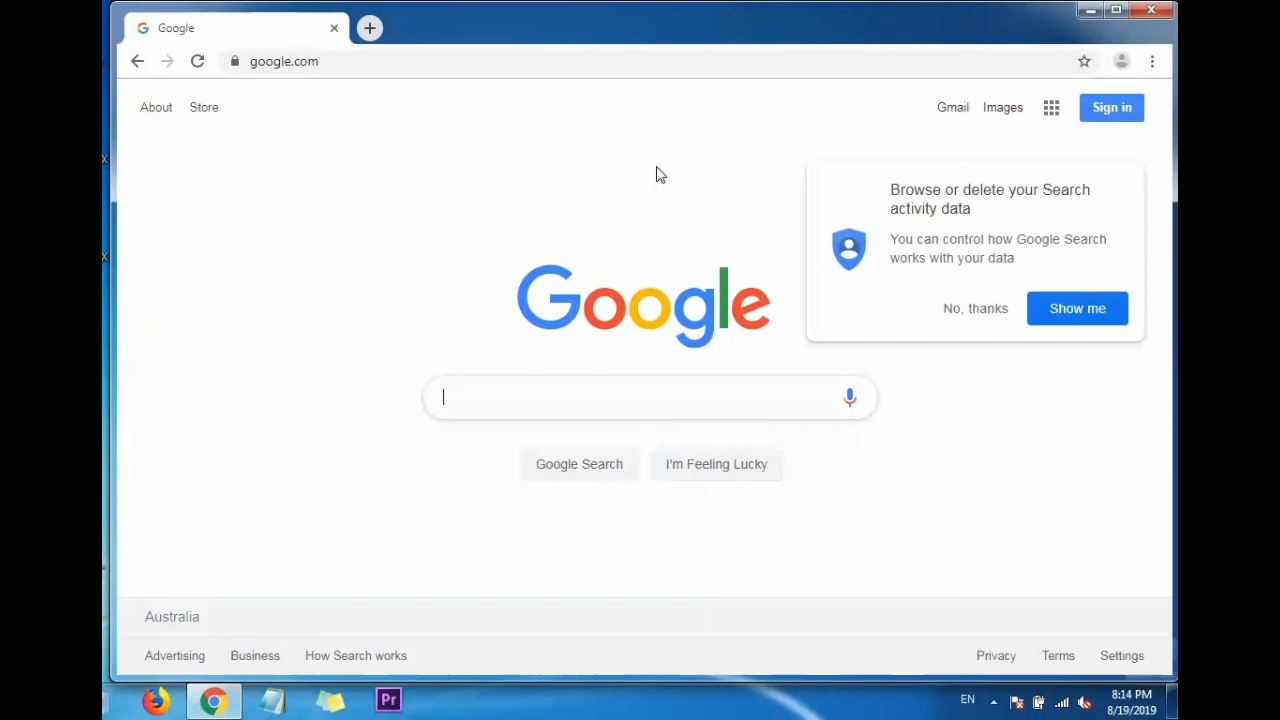 Google
google.com
About Store Gmail Images Sign in
Browse or delete your Search
activity data
You can control how Google Search
works with your data
No, thanks Show me
Google
Google Search I'm Feeling Lucky
Australia
Advertising Business How Search works Privacy Terms Settings
Pr EN 8:14 PM
8/19/2019